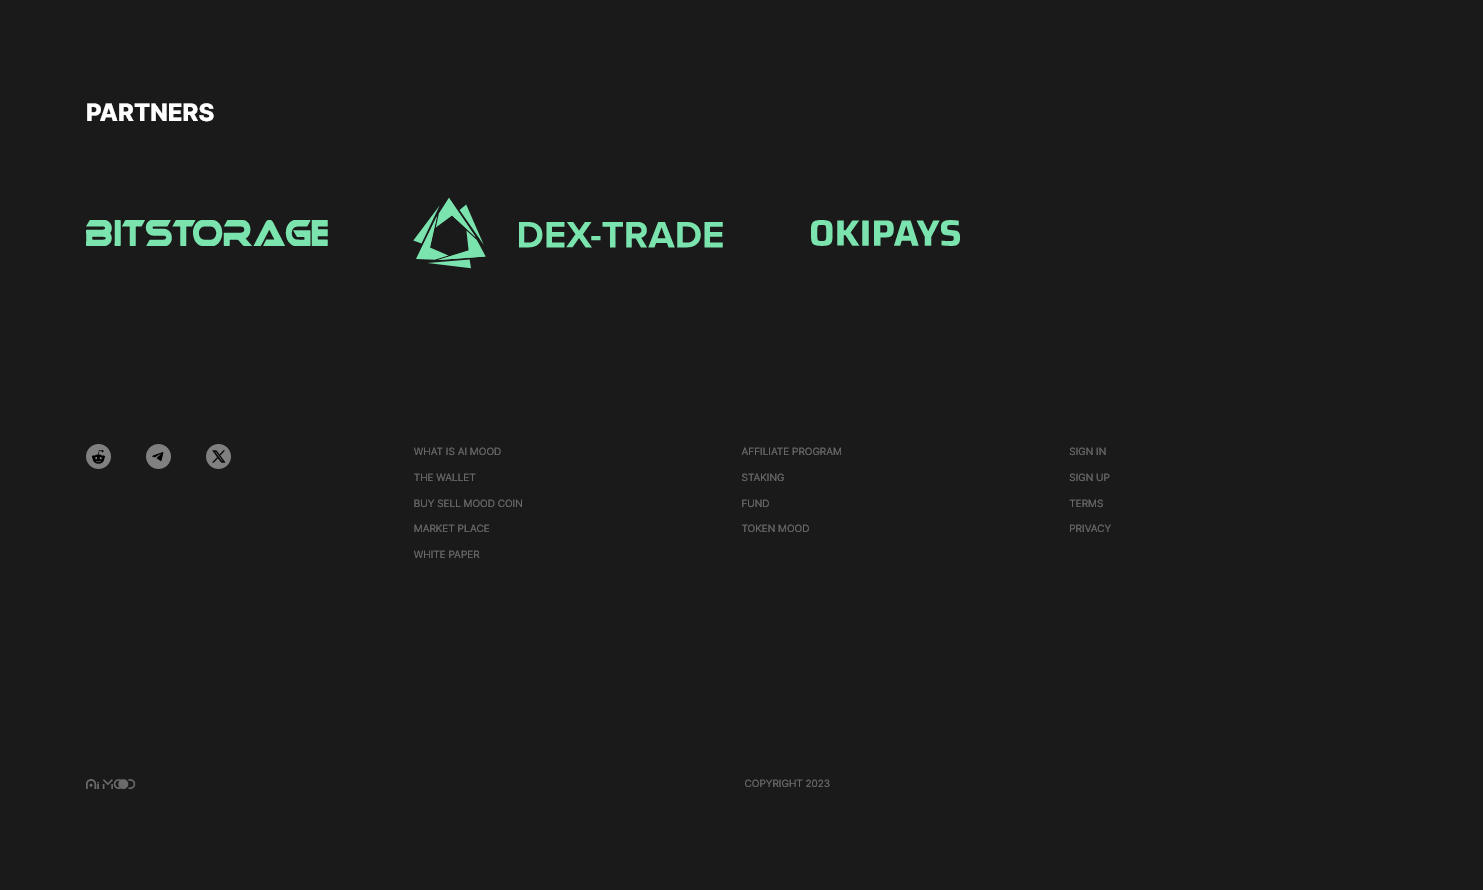 PARTNERS
BITSTORAGE
DEX-TRADE
OKIPAYS
WHAT IS AI MOOD
THE WALLET
BUY SELL MOOD COIN
MARKET PLACE
WHITE PAPER
AFFILIATE PROGRAM
STAKING
FUND
TOKEN MOOD
SIGN IN
SIGN UP
TERMS
PRIVACY
Ai MOOD
COPYRIGHT 2023